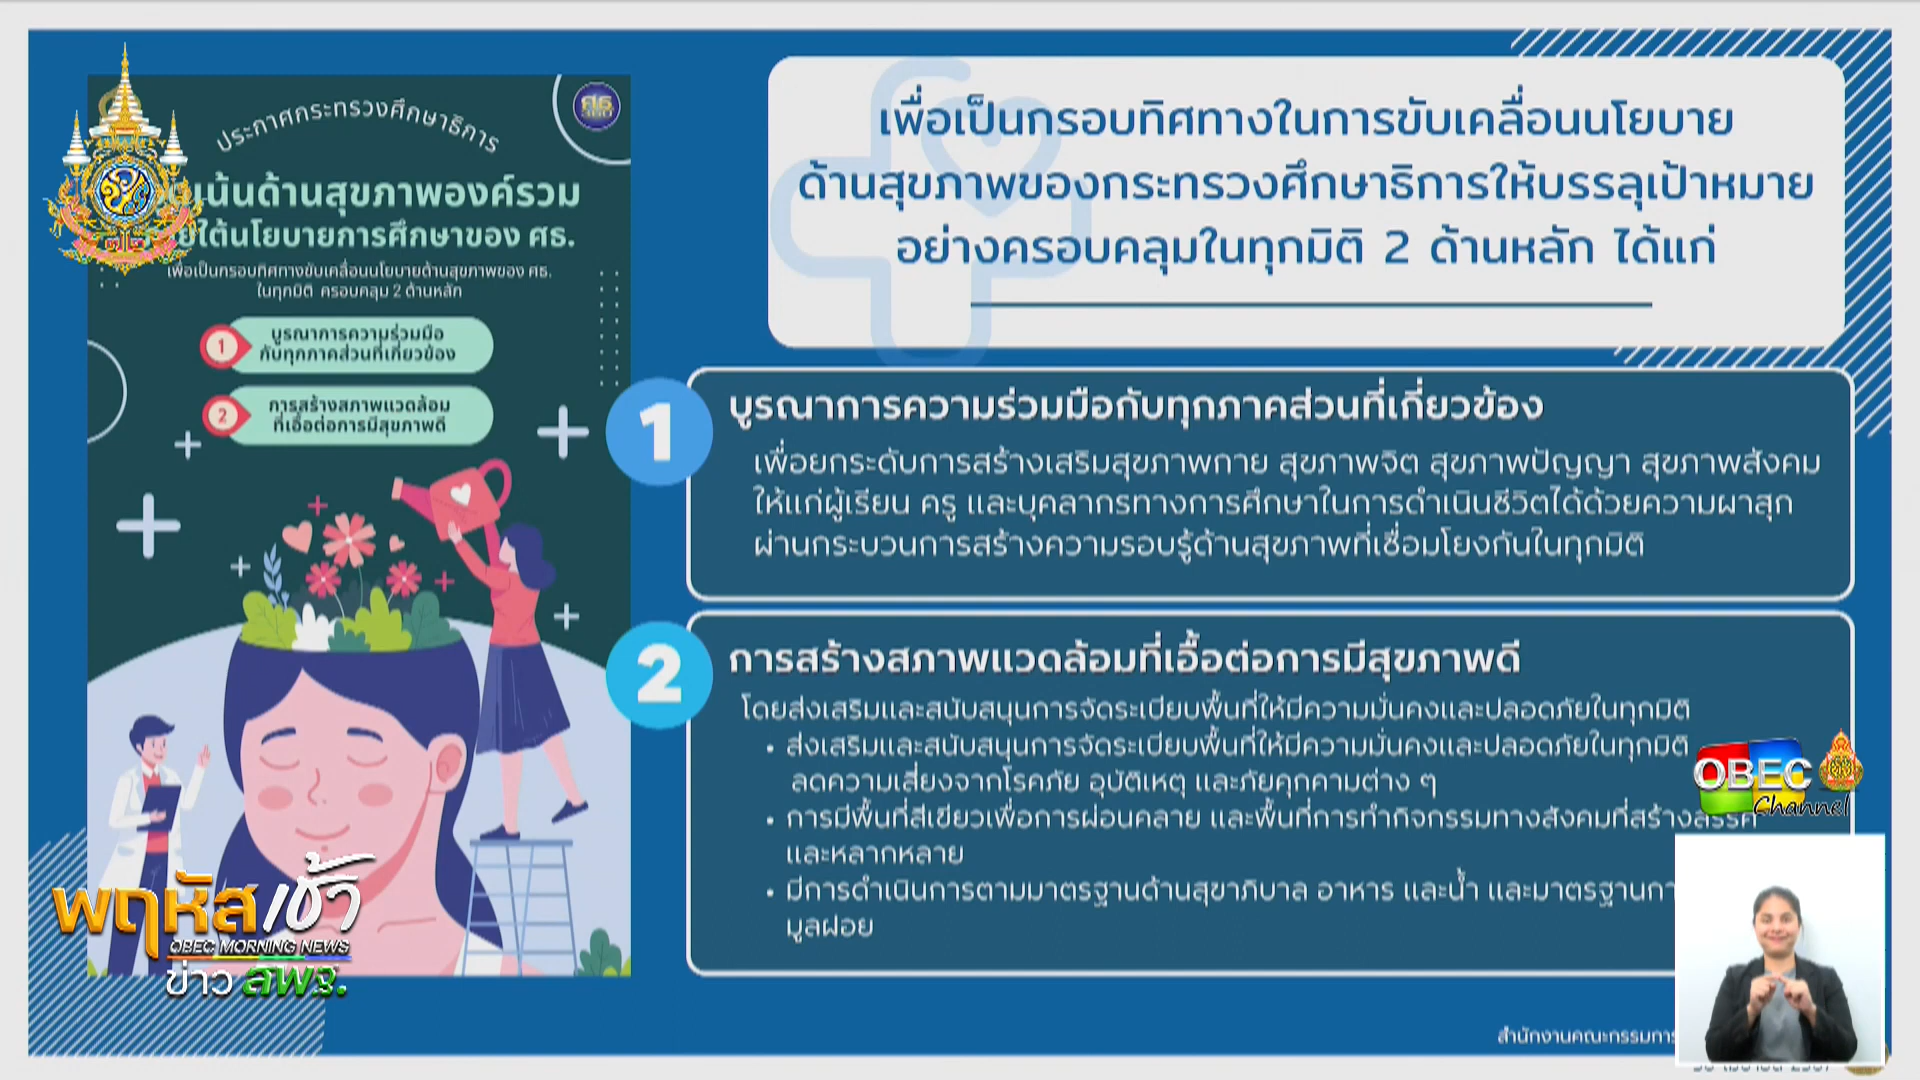 ประกาศกระทรวงศึกษาธิการ
ศธ.
เน้นด้านสุขภาพองค์รวม
ใต้นโยบายการศึกษาของ ศธ.
เพื่อเป็นกรอบทิศทางขับเคลื่อนนโยบายด้านสุขภาพของ ศธ.
ในทุกมิติ ครอบคลุม 2 ด้านหลัก
1
บูรณาการความร่วมมือ
กับทุกภาคส่วนที่เกี่ยวข้อง
2
การสร้างสภาพแวดล้อม
ที่เอื้อต่อการมีสุขภาพดี
เพื่อเป็นกรอบทิศทางในการขับเคลื่อนนโยบาย
ด้านสุขภาพของกระทรวงศึกษาธิการให้บรรลุเป้าหมาย
อย่างครอบคลุมในทุกมิติ 2 ด้านหลัก ได้แก่
1
บูรณาการความร่วมมือกับทุกภาคส่วนที่เกี่ยวข้อง
เพื่อยกระดับการสร้างเสริมสุขภาพกาย สุขภาพจิต สุขภาพปัญญา สุขภาพสังคม
ให้แก่ผู้เรียน ครู และบุคลากรทางการศึกษาในการดำเนินชีวิตได้ด้วยความผาสุก
ผ่านกระบวนการสร้างความรอบรู้ด้านสุขภาพที่เชื่อมโยงกันในทุกมิติ
2
การสร้างสภาพแวดล้อมที่เอื้อต่อการมีสุขภาพดี
โดยส่งเสริมและสนับสนุนการจัดระเบียบพื้นที่ให้มีความมั่นคงและปลอดภัยในทุกมิติ
• ส่งเสริมและสนับสนุนการจัดระเบียบพื้นที่ให้มีความมั่นคงและปลอดภัยในทุกมิติ
ลดความเสี่ยงจากโรคภัย อุบัติเหตุ และภัยคุกคามต่าง ๆ
• การมีพื้นที่สีเขียวเพื่อการผ่อนคลาย และพื้นที่การทำกิจกรรมทางสังคมที่สร้างสรรค์
และหลากหลาย
• มีการดำเนินการตามมาตรฐานด้านสุขาภิบาล อาหาร และน้ำ และมาตรฐาน
มูลฝอย
OBEC
Channel
พฤหัสเช้า
OBEC MORNING NEWS
ข่าว สพฐ.
สำนักงานคณะกรรมการ